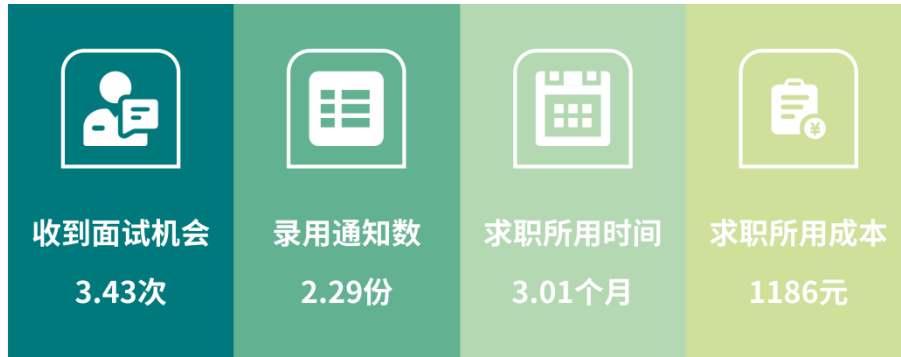 收到面试机会
3.43次
录用通知数
2.29份
求职所用时间
3.01个月
求职所用成本
1186元
¥